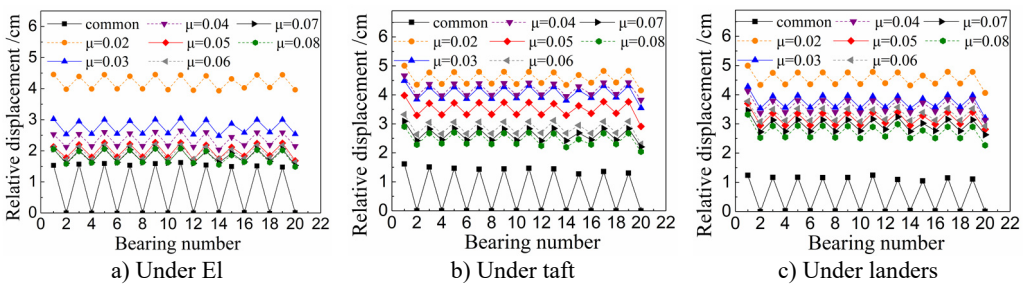 common μ=0.04 μ=0.07
μ=0.02 μ=0.05 μ=0.08
μ=0.03 μ=0.06
Relative displacement /cm
6
5
4
3
2
1
0
0 2 4 6 8 10 12 14 16 18 20 22
Bearing number
a) Under El
common μ=0.04 μ=0.07
μ=0.02 μ=0.05 μ=0.08
μ=0.03 μ=0.06
Relative displacement /cm
6
5
4
3
2
1
0
0 2 4 6 8 10 12 14 16 18 20 22
Bearing number
b) Under taft
common μ=0.04 μ=0.07
μ=0.02 μ=0.05 μ=0.08
μ=0.03 μ=0.06
Relative displacement /cm
6
5
4
3
2
1
0
0 2 4 6 8 10 12 14 16 18 20 22
Bearing number
c) Under landers